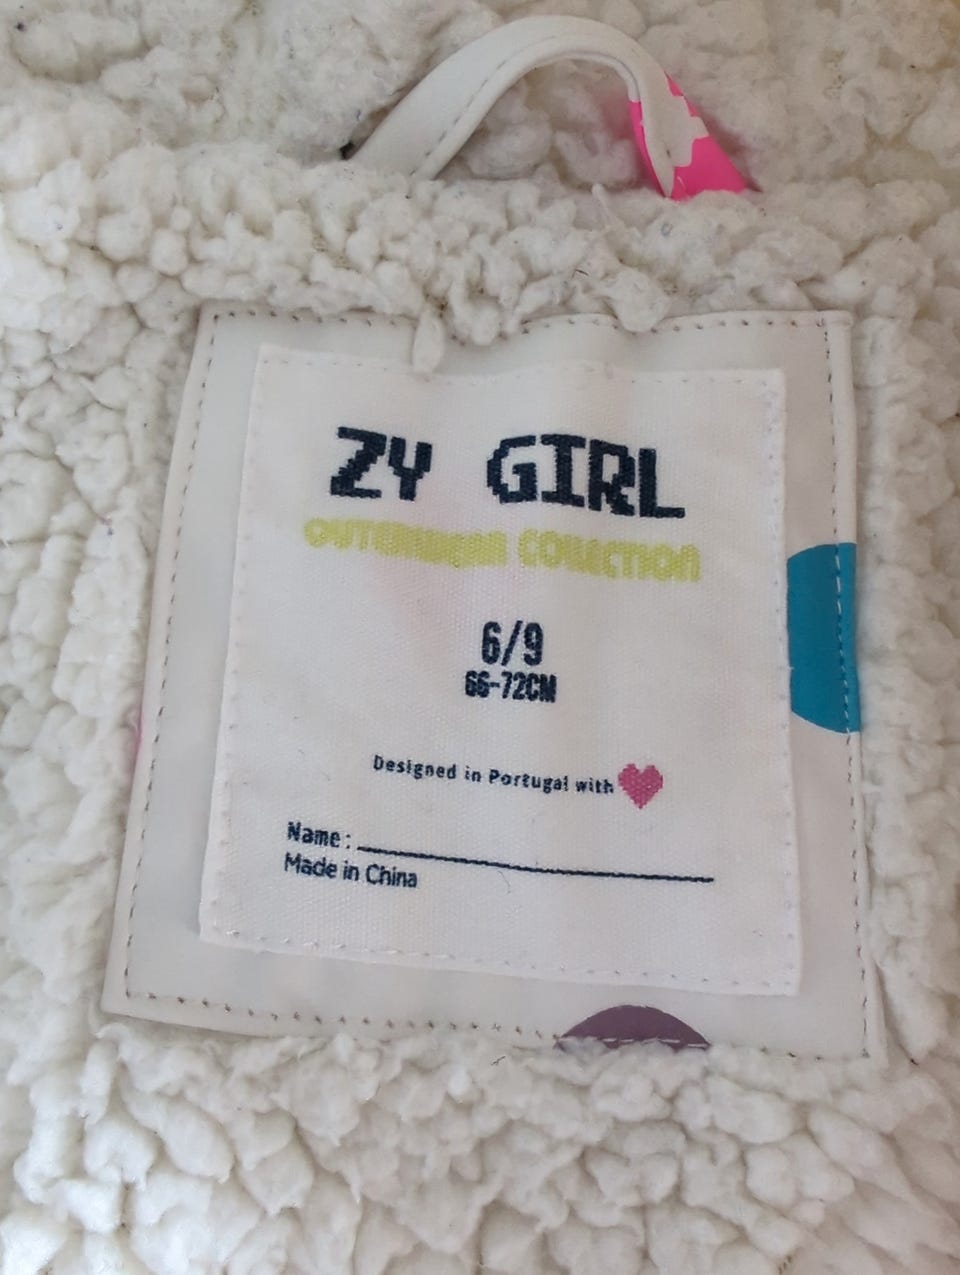 ZY GIRL
OUTERWEAR COLLECTION
6/9
66-72CM
Designed in Portugal with
Name:
Made in China